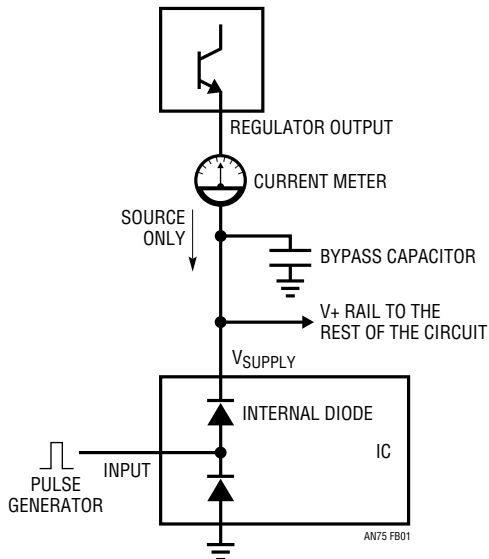 REGULATOR OUTPUT
CURRENT METER
SOURCE
ONLY
BYPASS CAPACITOR
V+ RAIL TO THE
REST OF THE CIRCUIT
VSUPPLY
INTERNAL DIODE
IC
INPUT
PULSE
GENERATOR
AN75 FB01